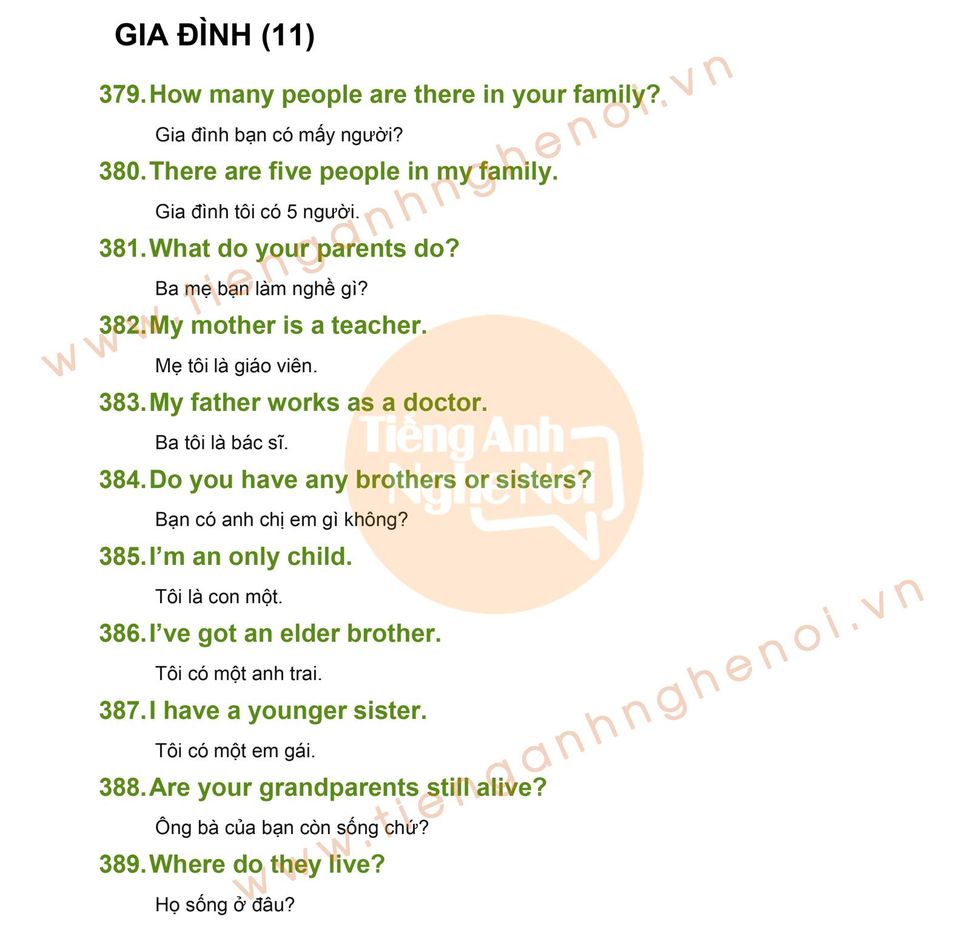 GIA ĐÌNH (11)
379. How many people are there in your family?
Gia đình bạn có mấy người?
380. There are five people in my family.
Gia đình tôi có 5 người.
381. What do your parents do?
Ba mẹ bạn làm nghề gì?
382. My mother is a teacher.
Mẹ tôi là giáo viên.
383. My father works as a doctor.
Ba tôi là bác sĩ.
384. Do you have any brothers or sisters?
Bạn có anh chị em gì không?
385. I’m an only child.
Tôi là con một.
386. I’ve got an elder brother.
Tôi có một anh trai.
387. I have a younger sister.
Tôi có một em gái.
388. Are your grandparents still alive?
Ông bà của bạn còn sống chứ?
389. Where do they live?
Họ sống ở đâu?
www.tienganhnghenoi.vn
Tiếng Anh
Nghe Nói
www.tienganhnghenoi.vn